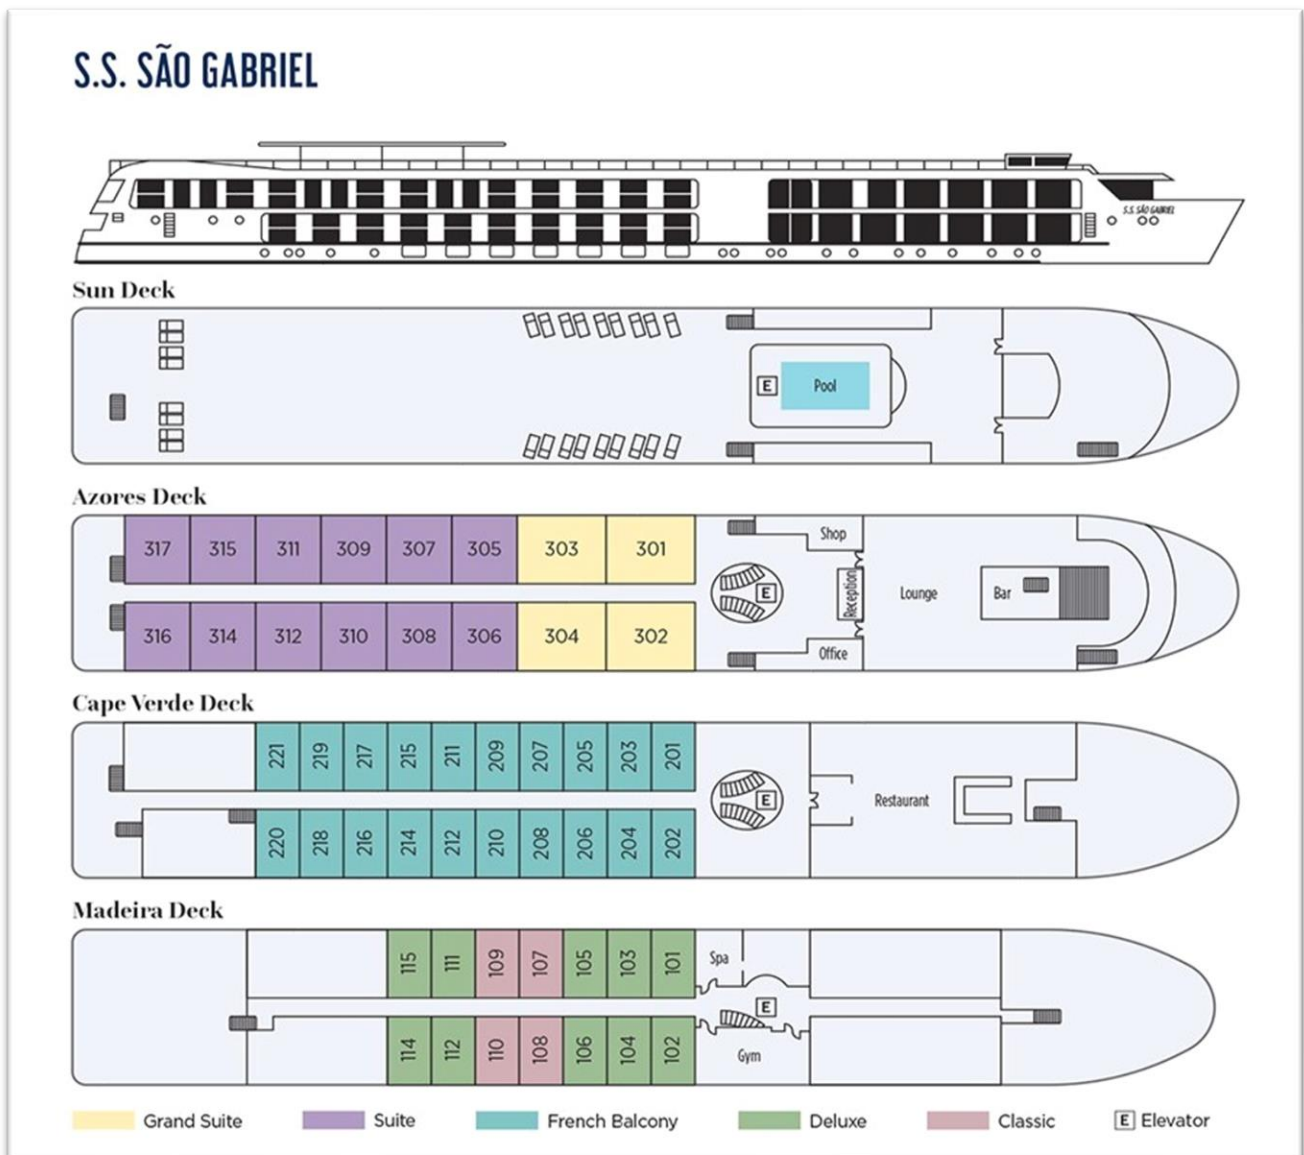 S.S. SÃO GABRIEL
S.S. SÃO GABRIEL
Sun Deck
E Pool
Azores Deck
317 315 311 309 307 305 303 301 Shop
E Reception Lounge Bar
316 314 312 310 308 306 304 302 Office
Cape Verde Deck
221 219 217 215 211 209 207 205 203 201
E Restaurant
220 218 216 214 212 210 208 206 204 202
Madeira Deck
115 111 109 107 105 103 101 Spa
E
114 112 110 108 106 104 102 Gym
Grand Suite Suite French Balcony Deluxe Classic E Elevator